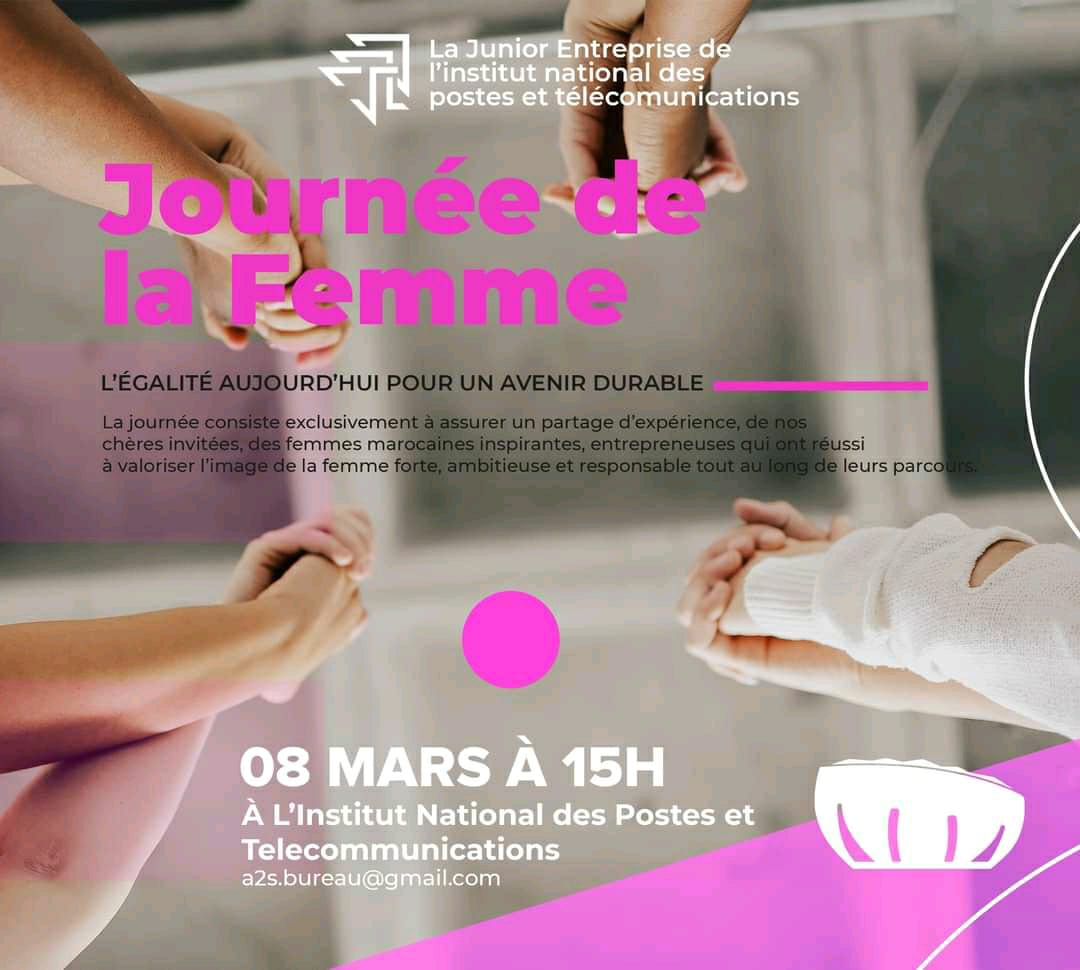 La Junior Entreprise de
l'institut national des
postes et télécomunications
Journée de
la Femme
L'ÉGALITÉ AUJOURD'HUI POUR UN AVENIR DURABLE
La journée consiste exclusivement à assurer un partage d'expérience, de nos
chères invitées, des femmes marocaines inspirantes, entrepreneuses qui ont réussi
à valoriser l'image de la femme forte, ambitieuse et responsable tout au long de leurs parcours.
08 MARS À 15H
À L'Institut National des Postes et
Telecommunications
a2s.bureau@gmail.com